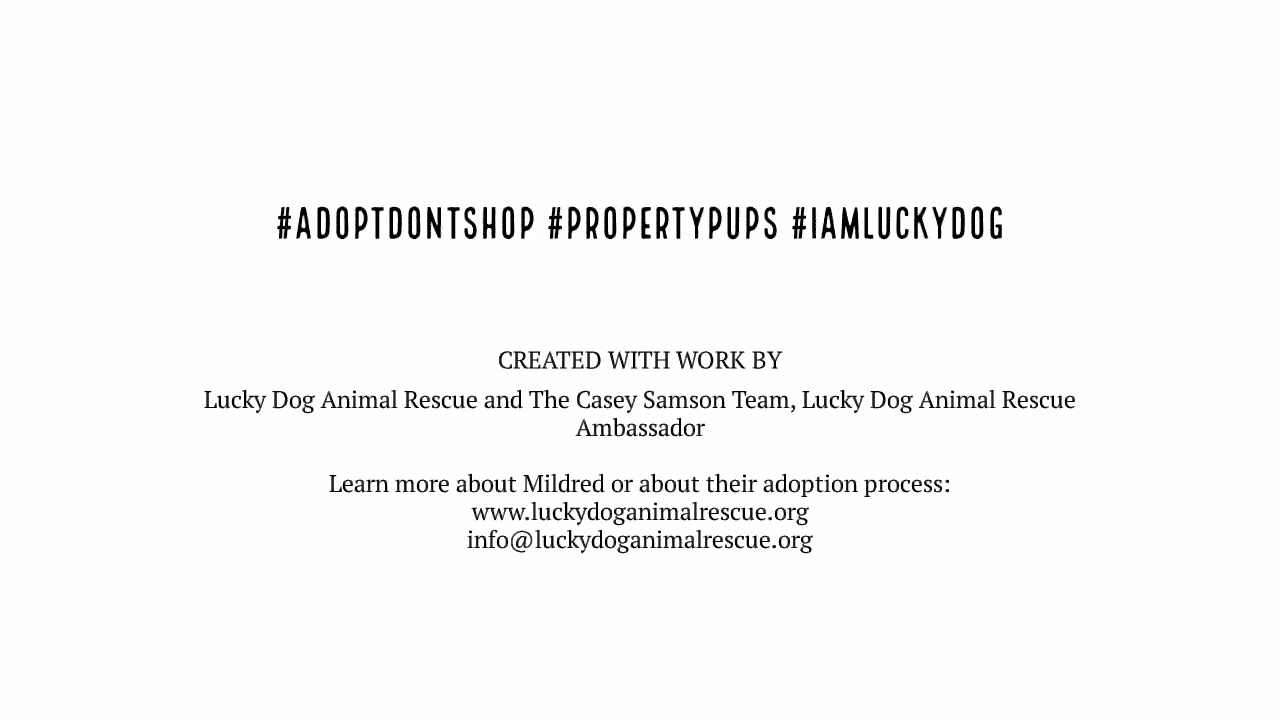 #ADOPTDONTSHOP #PROPERTYPUPS #IAMLUCKYDOG
CREATED WITH WORK BY
Lucky Dog Animal Rescue and The Casey Samson Team, Lucky Dog Animal Rescue
Ambassador
Learn more about Mildred or about their adoption process:
www.luckydoganimalrescue.org
info@luckydoganimalrescue.org